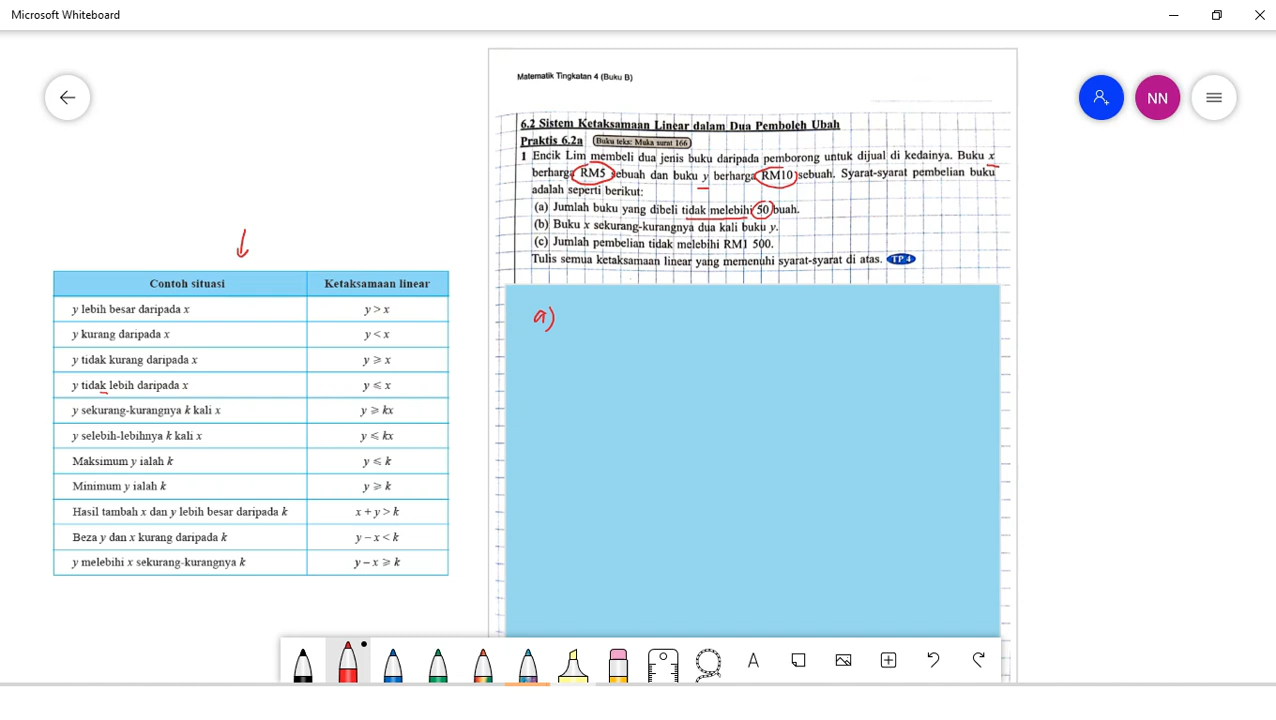 Microsoft Whiteboard
NN
Contoh situasi Ketaksamaan linear
y lebih besar daripada x y > x
y kurang daripada x y < x
y tidak kurang daripada x y ⩾ x
y tidak lebih daripada x y ⩽ x
y sekurang-kurangnya k kali x y ⩾ kx
y selebih-lebihnya k kali x y ⩽ kx
Maksimum y ialah k y ⩽ k
Minimum y ialah k y ⩾ k
Hasil tambah x dan y lebih besar daripada k x + y > k
Beza y dan x kurang daripada k y – x < k
y melebihi x sekurang-kurangnya k y – x ⩾ k
Matematik Tingkatan 4 (Buku B)
6.2 Sistem Ketaksamaan Linear dalam Dua Pemboleh Ubah
Praktis 6.2a Buku teks: Muka surat 166
1 Encik Lim membeli dua jenis buku daripada pemborong untuk dijual di kedainya. Buku x
berharga RM5 sebuah dan buku y berharga RM10 sebuah. Syarat-syarat pembelian buku
adalah seperti berikut:
(a) Jumlah buku yang dibeli tidak melebihi 50 buah.
(b) Buku x sekurang-kurangnya dua kali buku y.
(c) Jumlah pembelian tidak melebihi RM1 500.
Tulis semua ketaksamaan linear yang memenuhi syarat-syarat di atas. TP 4
a)
A